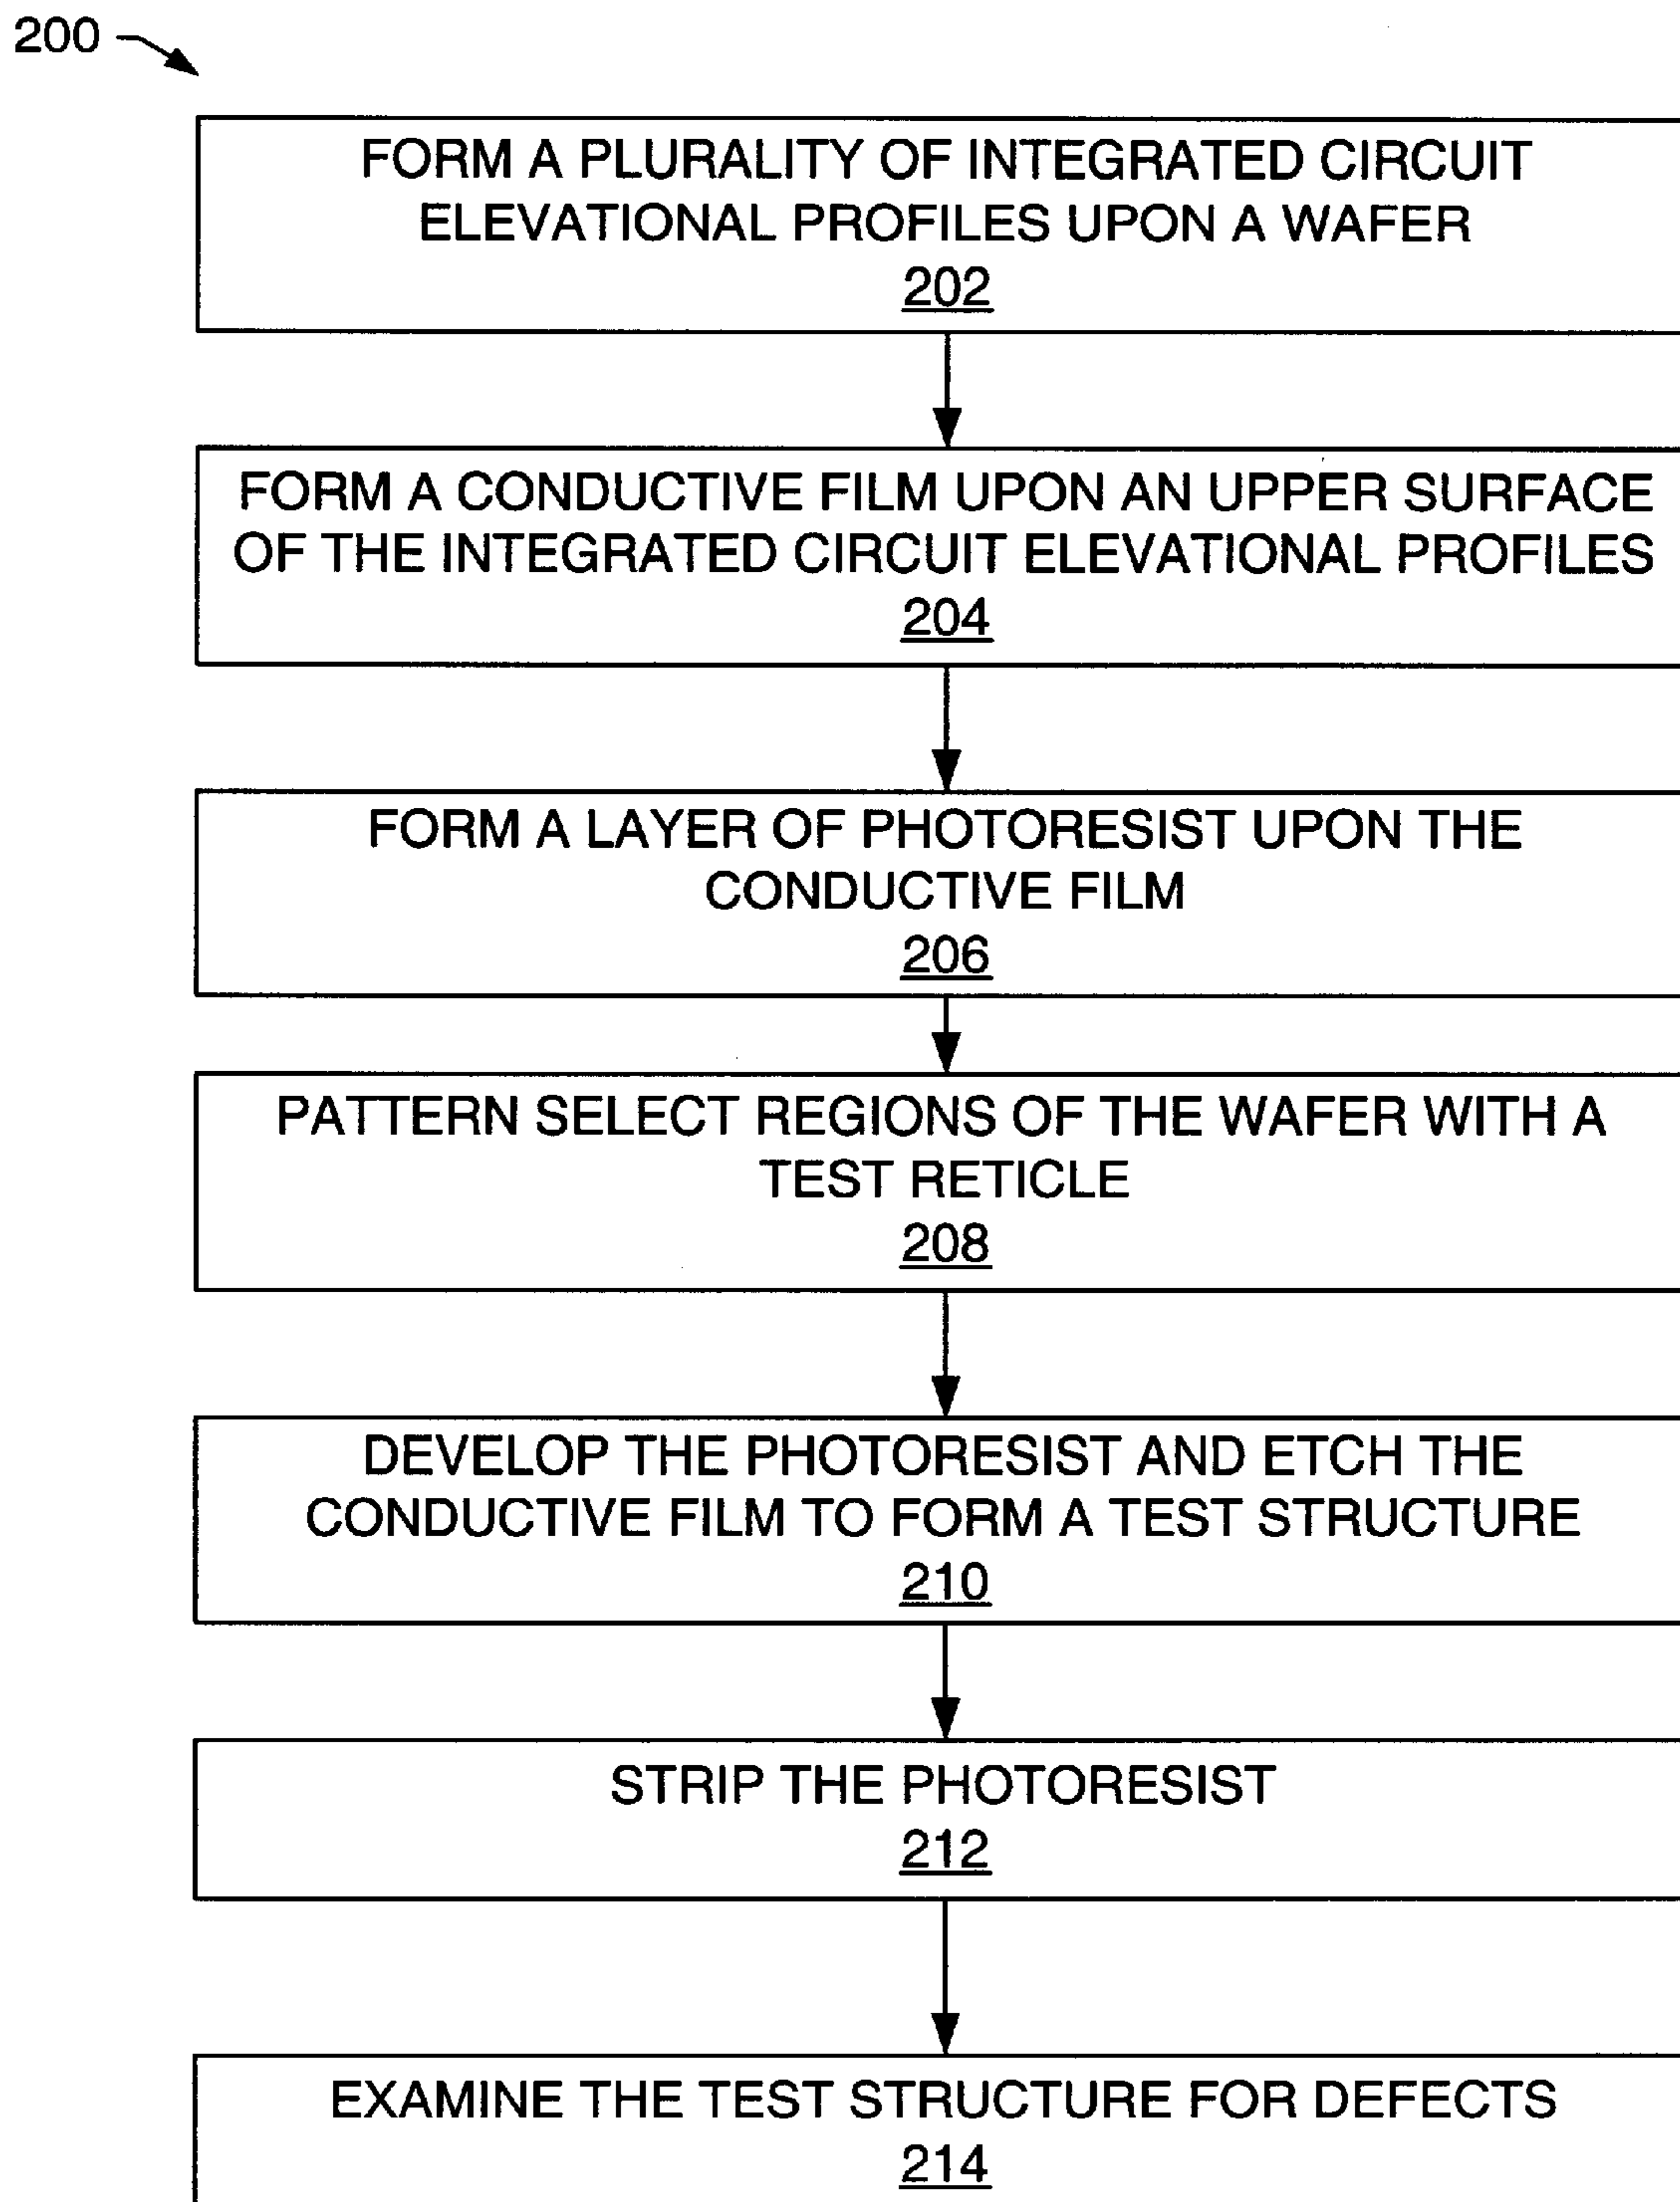 200
FORM A PLURALITY OF INTEGRATED CIRCUIT
ELEVATIONAL PROFILES UPON A WAFER
202
FORM A CONDUCTIVE FILM UPON AN UPPER SURFACE
OF THE INTEGRATED CIRCUIT ELEVATIONAL PROFILES
204
FORM A LAYER OF PHOTORESIST UPON THE
CONDUCTIVE FILM
206
PATTERN SELECT REGIONS OF THE WAFER WITH A
TEST RETICLE
208
DEVELOP THE PHOTORESIST AND ETCH THE
CONDUCTIVE FILM TO FORM A TEST STRUCTURE
210
STRIP THE PHOTORESIST
212
EXAMINE THE TEST STRUCTURE FOR DEFECTS
214